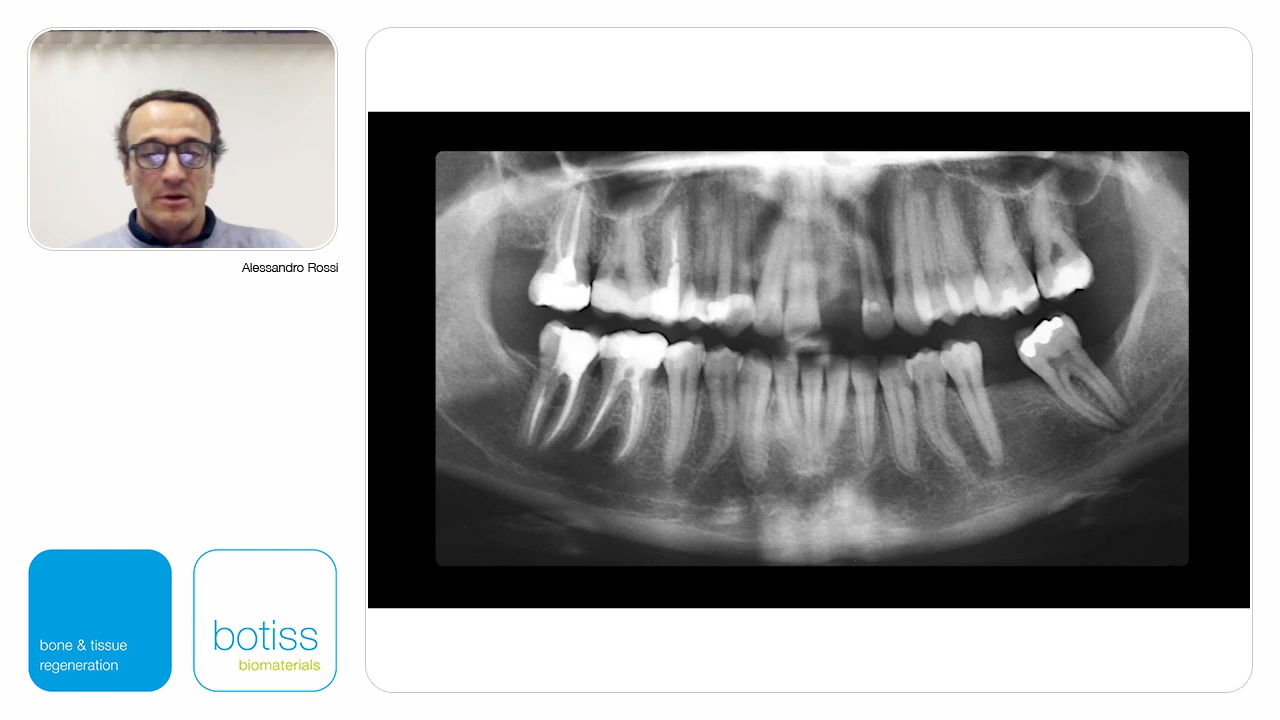 Alessandro Rossi
bone & tissue
regeneration
botiss
biomaterials